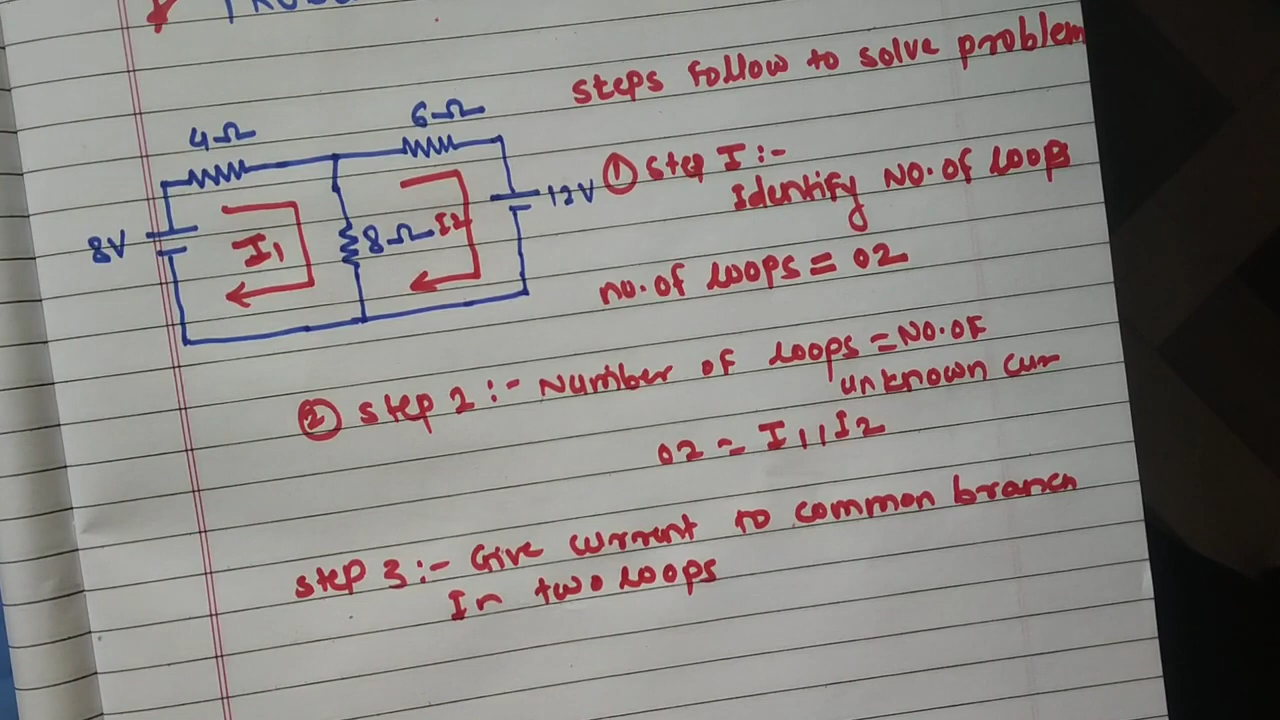 steps follow to solve problem
6Ω
4Ω
① step I :-
Identify NO. of loops
12V
8V
I1
8Ω
I2
no. of loops = 02
② step 2 :- Number of loops = NO. OF
unknown curr
02 = I1, I2
step 3 :- Give current to common branch
In two loops